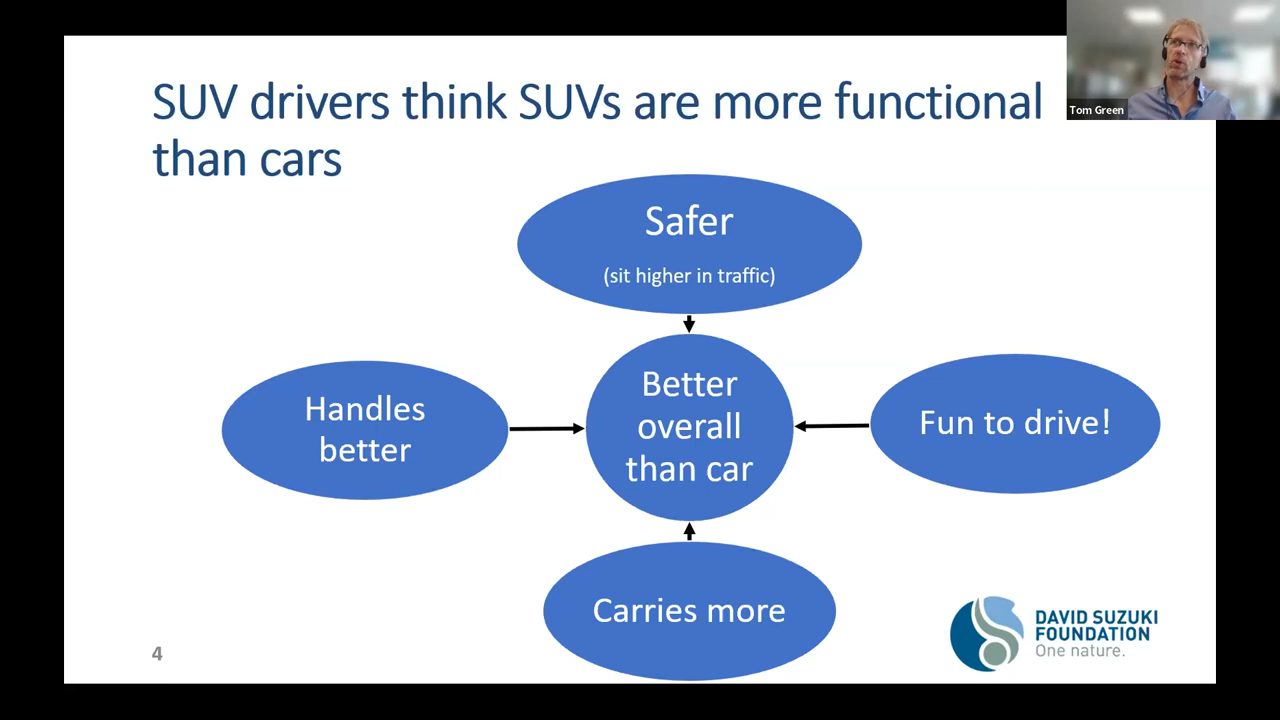 SUV drivers think SUVs are more functional
than cars
Tom Green
Safer
(sit higher in traffic)
Handles
better
Better
overall
than car
Fun to drive!
Carries more
DAVID SUZUKI
FOUNDATION
One nature.
4